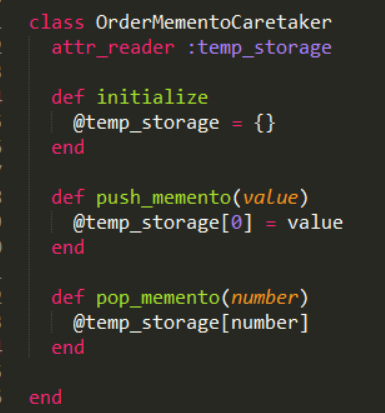 class OrderMementoCaretaker
  attr_reader :temp_storage
  def initialize
    @temp_storage = {}
  end
  def push_memento(value)
    @temp_storage[0] = value
  end
  def pop_memento(number)
    @temp_storage[number]
  end
end